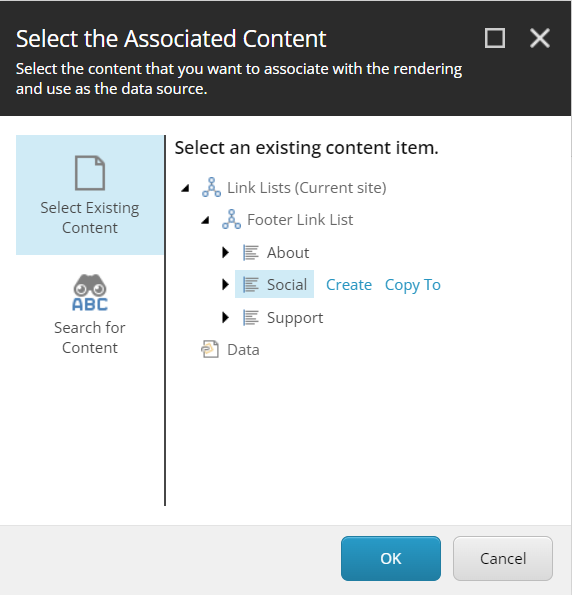 Select the Associated Content
Select the content that you want to associate with the rendering
and use as the data source.
Select Existing
Content
ABC
Search for
Content
Select an existing content item.
Link Lists (Current site)
Footer Link List
About
Social Create Copy To
Support
Data
OK Cancel